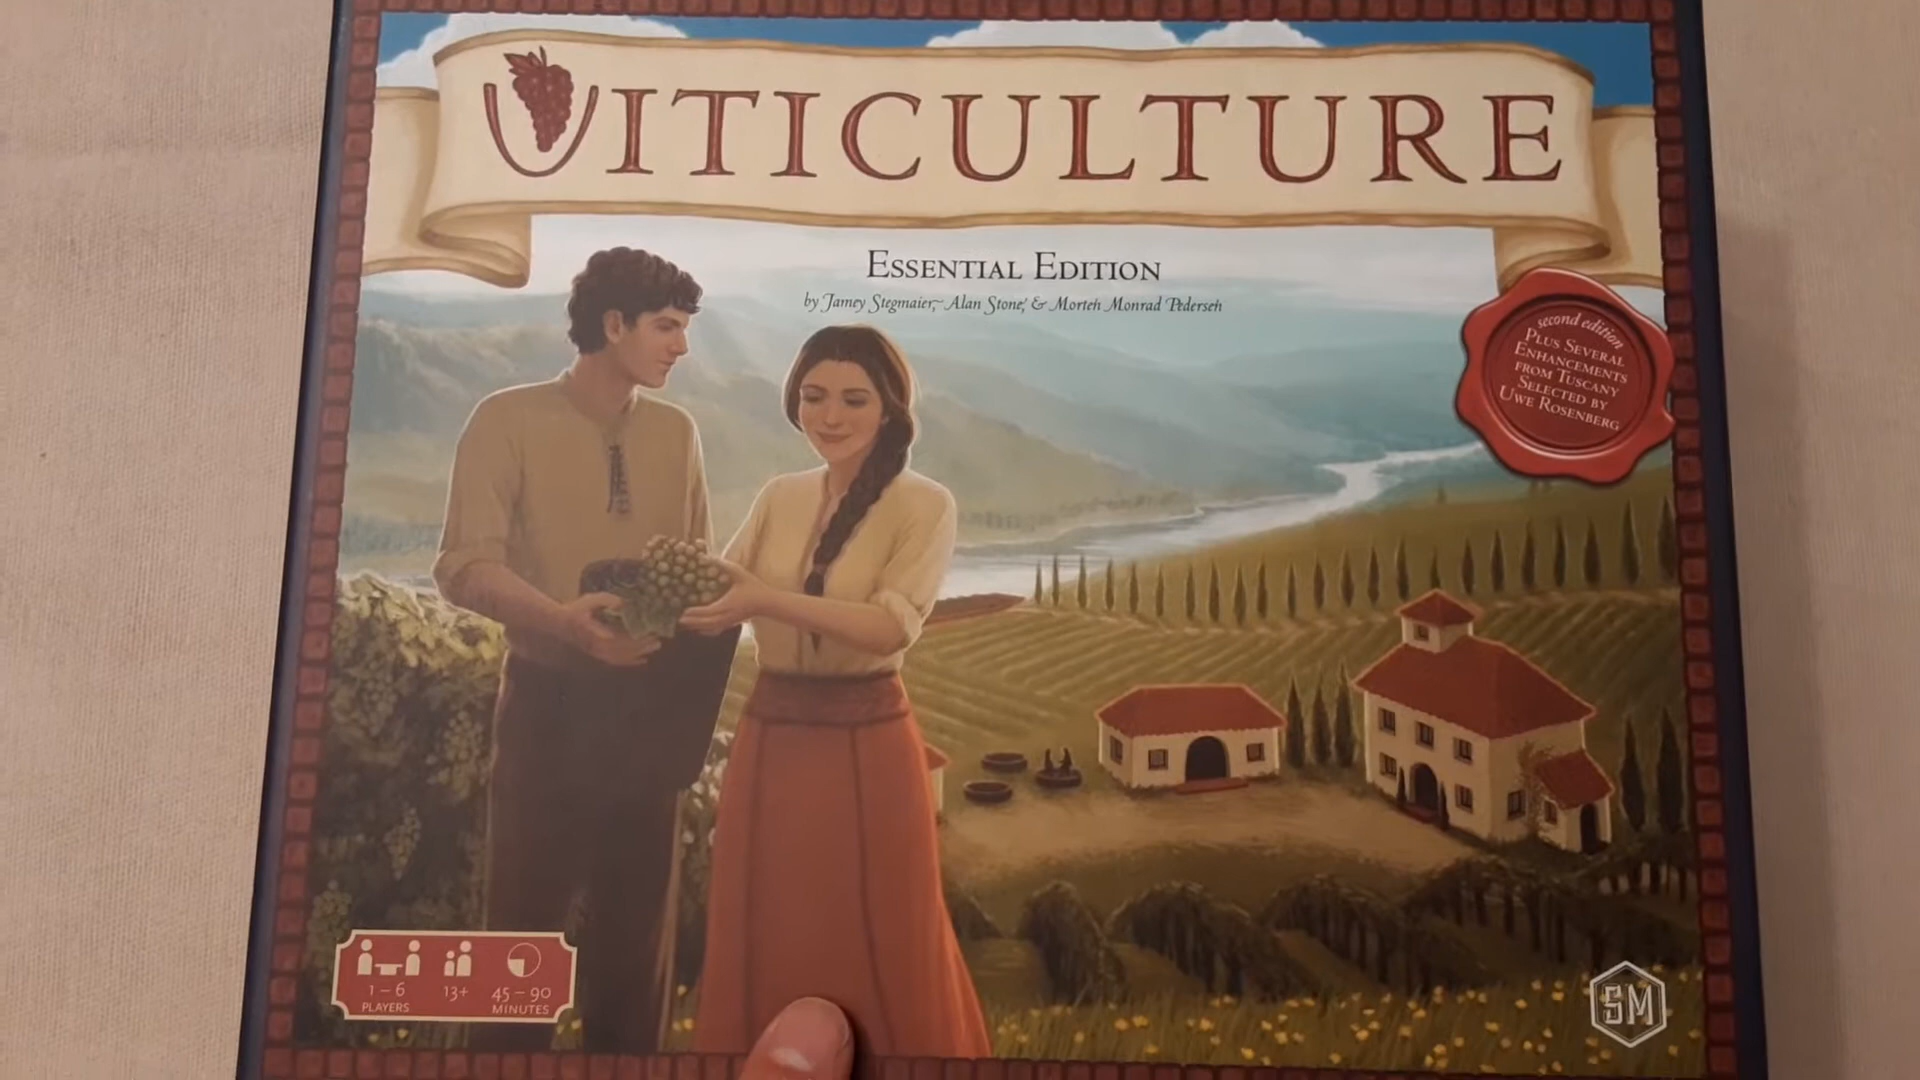 VITICULTURE
ESSENTIAL EDITION
by Jamey Stegmaier, Alan Stone, & Morten Monrad Pedersen
second edition
PLUS SEVERAL
ENHANCEMENTS
FROM TUSCANY
SELECTED BY
UWE ROSENBERG
1 – 6
PLAYERS
13+
45 – 90
MINUTES
SM